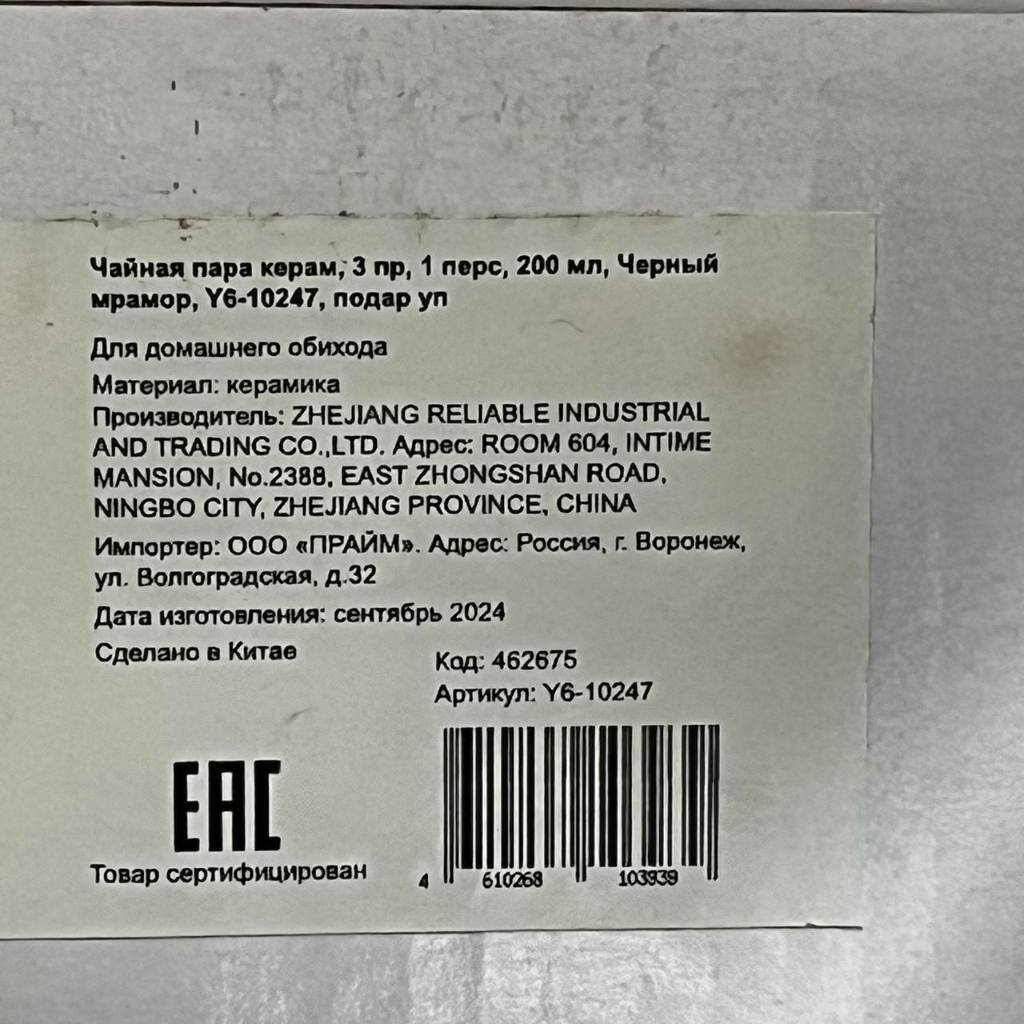 Чайная пара керам, 3 пр, 1 перс, 200 мл, Черный
мрамор, Y6-10247, подар уп
Для домашнего обихода
Материал: керамика
Производитель: ZHEJIANG RELIABLE INDUSTRIAL
AND TRADING CO.,LTD. Адрес: ROOM 604, INTIME
MANSION, No.2388, EAST ZHONGSHAN ROAD,
NINGBO CITY, ZHEJIANG PROVINCE, CHINA
Импортер: ООО «ПРАЙМ». Адрес: Россия, г. Воронеж,
ул. Волгоградская, д.32
Дата изготовления: сентябрь 2024
Сделано в Китае
Код: 462675
Артикул: Y6-10247
EAC
Товар сертифицирован
4 610268 103939